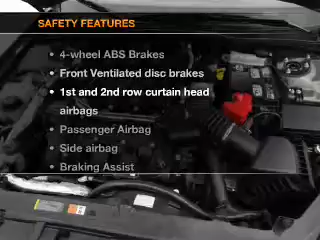 SAFETY FEATURES
• 4-wheel ABS Brakes
• Front Ventilated disc brakes
• 1st and 2nd row curtain head
airbags
• Passenger Airbag
• Side airbag
• Braking Assist